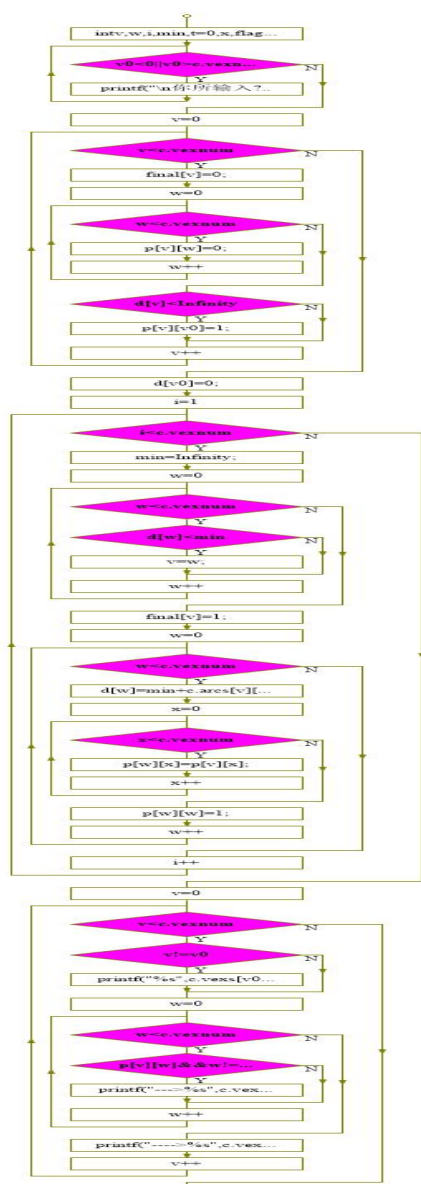 intv,w,i,min,t=0,x,flag...
v0<0||v0>c.vexn...
N
Y
printf("\n你所输入?..
v=0
v<c.vexnum
N
Y
final[v]=0;
w=0
w<c.vexnum
N
Y
p[v][w]=0;
w++
d[v]<Infinity
N
Y
p[v][v0]=1;
v++
d[v0]=0;
i=1
i<c.vexnum
N
Y
min=Infinity;
w=0
w<c.vexnum
N
Y
d[w]<min
N
Y
v=w;
w++
final[v]=1;
w=0
w<c.vexnum
N
Y
d[w]=min+c.arcs[v][...
x=0
x<c.vexnum
N
Y
p[w][x]=p[v][x];
x++
p[w][w]=1;
w++
i++
v=0
v<c.vexnum
N
Y
v!=v0
N
Y
printf("%s",c.vexs[v0...
w=0
w<c.vexnum
N
Y
p[v][w]&&w!=...
N
Y
printf("--->%s",c.vex...
w++
printf("---->%s",c.vex...
v++